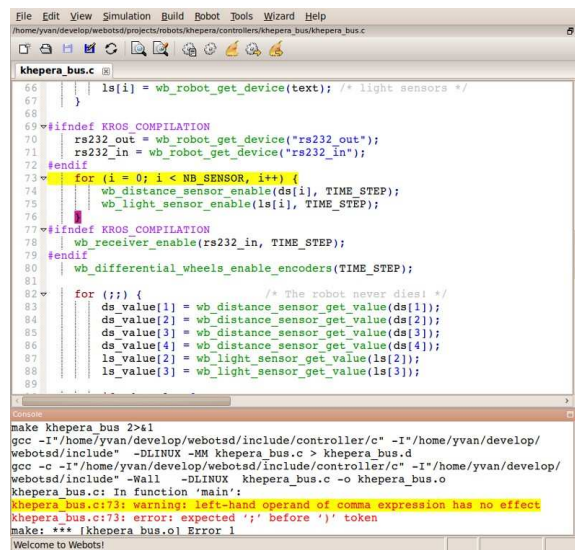 File Edit View Simulation Build Robot Tools Wizard Help
/home/yvan/develop/webotsd/projects/robots/khepera/controllers/khepera_bus/khepera_bus.c
khepera_bus.c
66 ls[i] = wb_robot_get_device(text); /* light sensors */
67 }
68
69 #ifndef KROS_COMPILATION
70 rs232_out = wb_robot_get_device("rs232_out");
71 rs232_in = wb_robot_get_device("rs232_in");
72 #endif
73 for (i = 0; i < NB_SENSOR, i++) {
74 wb_distance_sensor_enable(ds[i], TIME_STEP);
75 wb_light_sensor_enable(ls[i], TIME_STEP);
76 }
77 #ifndef KROS_COMPILATION
78 wb_receiver_enable(rs232_in, TIME_STEP);
79 #endif
80 wb_differential_wheels_enable_encoders(TIME_STEP);
81
82 for (;;) { /* The robot never dies! */
83 ds_value[1] = wb_distance_sensor_get_value(ds[1]);
84 ds_value[2] = wb_distance_sensor_get_value(ds[2]);
85 ds_value[3] = wb_distance_sensor_get_value(ds[3]);
86 ds_value[4] = wb_distance_sensor_get_value(ds[4]);
87 ls_value[2] = wb_light_sensor_get_value(ls[2]);
88 ls_value[3] = wb_light_sensor_get_value(ls[3]);
89
Console
make khepera_bus 2>&1
gcc -I"/home/yvan/develop/webotsd/include/controller/c" -I"/home/yvan/develop/
webotsd/include" -DLINUX -MM khepera_bus.c > khepera_bus.d
gcc -c -I"/home/yvan/develop/webotsd/include/controller/c" -I"/home/yvan/develop/
webotsd/include" -Wall -DLINUX khepera_bus.c -o khepera_bus.o
khepera_bus.c: In function 'main':
khepera_bus.c:73: warning: left-hand operand of comma expression has no effect
khepera_bus.c:73: error: expected ';' before ')' token
make: *** [khepera_bus.o] Error 1
Welcome to Webots!